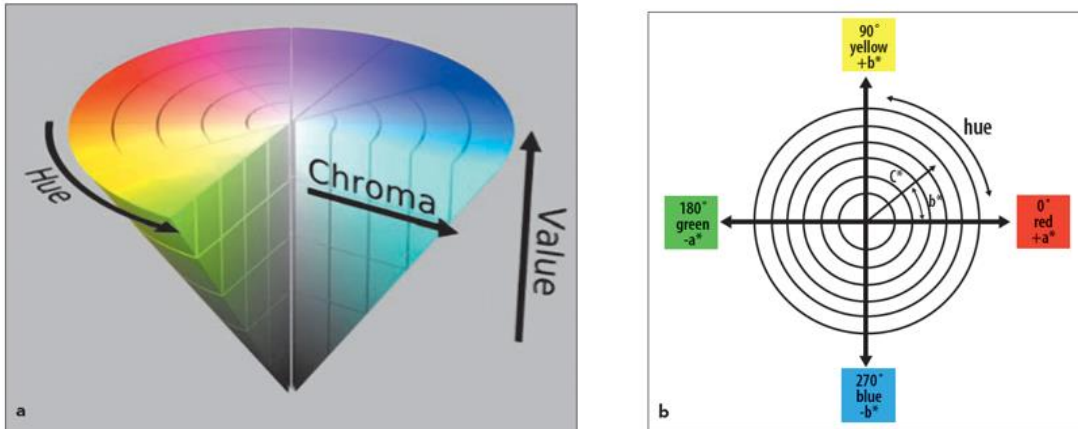 Hue
Chroma
Value
a
90°
yellow
+b*
hue
C*
b*
180°
green
-a*
0°
red
+a*
270°
blue
-b*
b